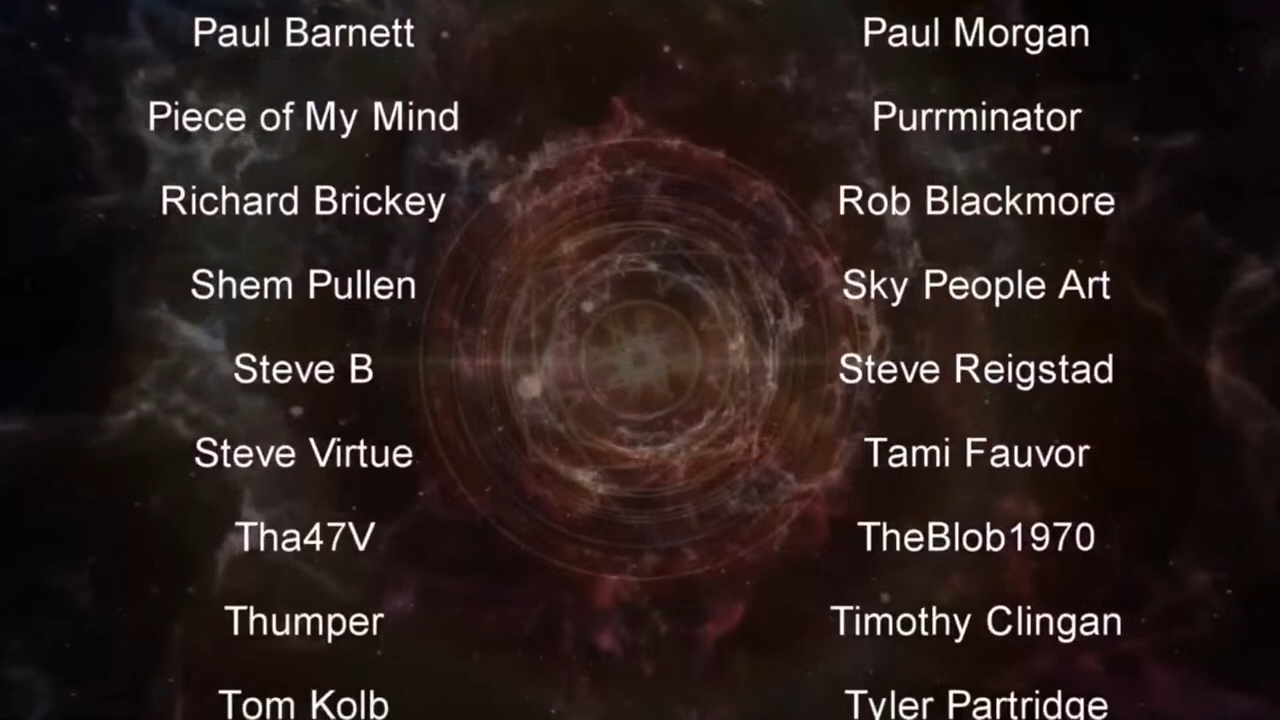 Paul Barnett
Paul Morgan
Piece of My Mind
Purrminator
Richard Brickey
Rob Blackmore
Shem Pullen
Sky People Art
Steve B
Steve Reigstad
Steve Virtue
Tami Fauvor
Tha47V
TheBlob1970
Thumper
Timothy Clingan
Tom Kolb
Tyler Partridge